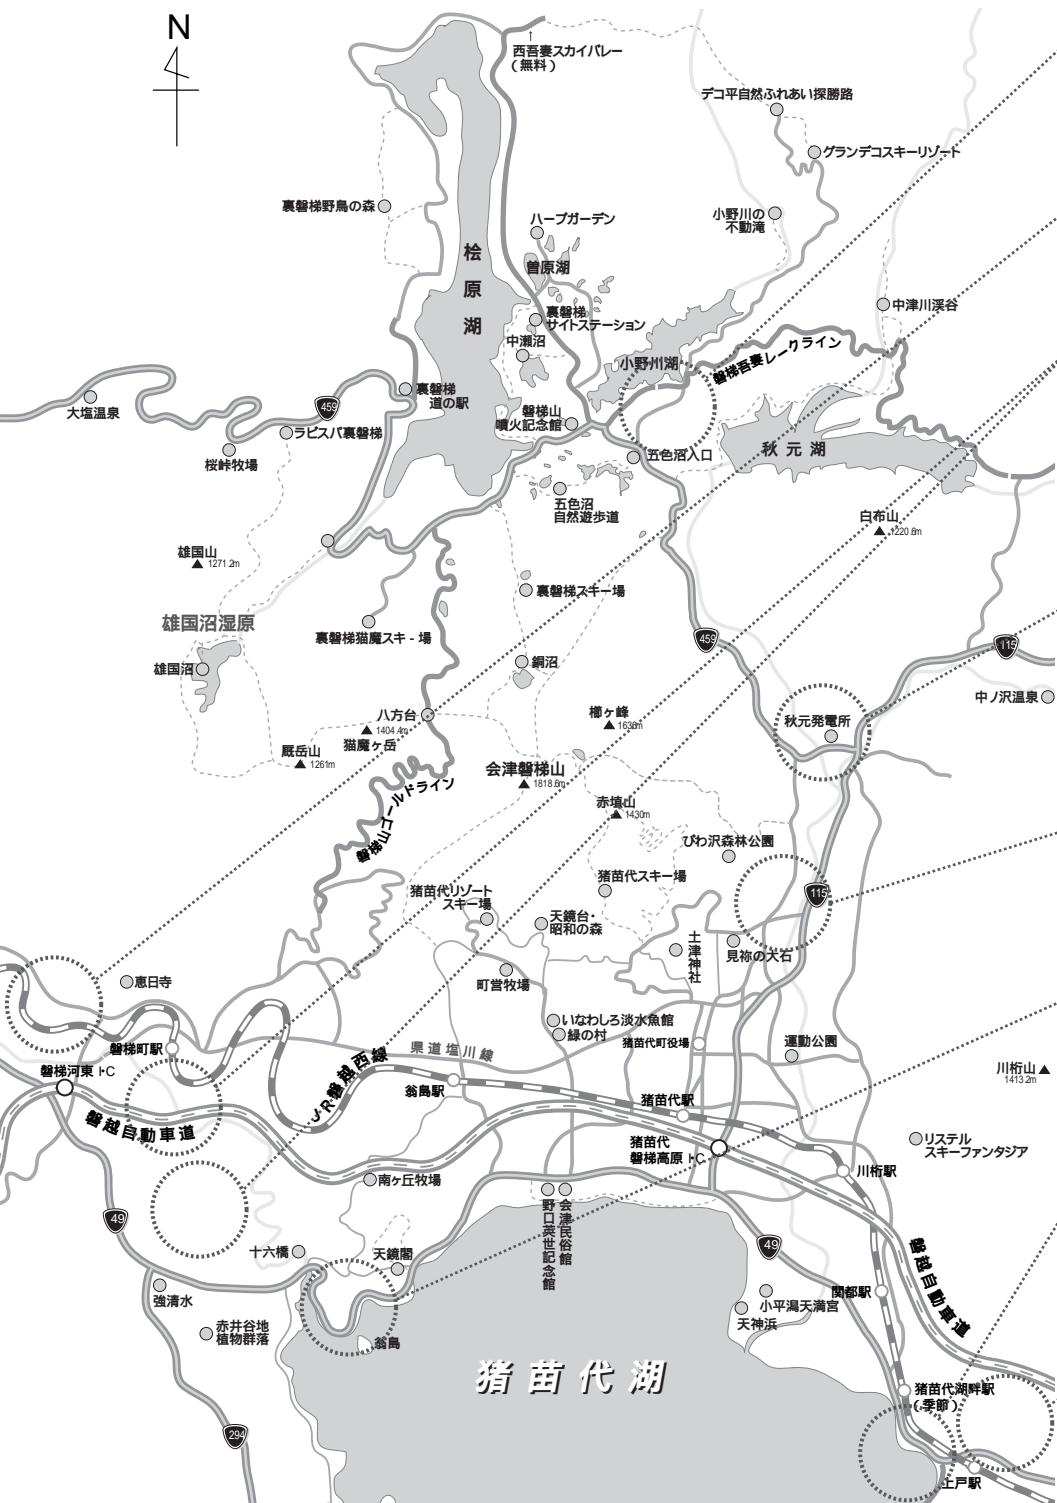 N
西吾妻スカイバレー
（無料）
デコ平自然ふれあい探勝路
グランデコスキーリゾート
裏磐梯野鳥の森
ハーブガーデン
小野川の
不動滝
桧原湖
曽原湖
中津川渓谷
裏磐梯
サイトステーション
中瀬沼
小野川湖
磐梯吾妻レークライン
大塩温泉
459
裏磐梯
道の駅
ラビスパ裏磐梯
桜峠牧場
磐梯山
噴火記念館
五色沼入口
秋元湖
五色沼
自然遊歩道
白布山
1220.6m
雄国山
1271.2m
裏磐梯スキー場
雄国沼湿原
裏磐梯猫魔スキ-場
459
115
雄国沼
銅沼
中ノ沢温泉
八方台
1404.4m
猫魔ヶ岳
櫛ヶ峰
1636m
秋元発電所
厩岳山
1261m
会津磐梯山
1818.6m
磐梯山ゴールドライン
赤埴山
1430m
びわ沢森林公園
猪苗代リゾート
スキー場
猪苗代スキー場
115
天鏡台・
昭和の森
土津神社
見祢の大石
恵日寺
町営牧場
いなわしろ淡水魚館
緑の村
猪苗代町役場
運動公園
磐梯町駅
県道塩川線
JR磐越西線
磐梯河東I・C
翁島駅
猪苗代駅
川桁山
1413.2m
磐越自動車道
猪苗代
磐梯高原I・C
リステル
スキーファンタジア
川桁駅
南ヶ丘牧場
49
野口英世記念館
会津民俗館
十六橋
天鏡閣
49
磐越自動車道
強清水
関都駅
小平潟天満宮
天神浜
赤井谷地
植物群落
翁島
猪苗代湖
猪苗代湖畔駅
（季節）
294
上戸駅